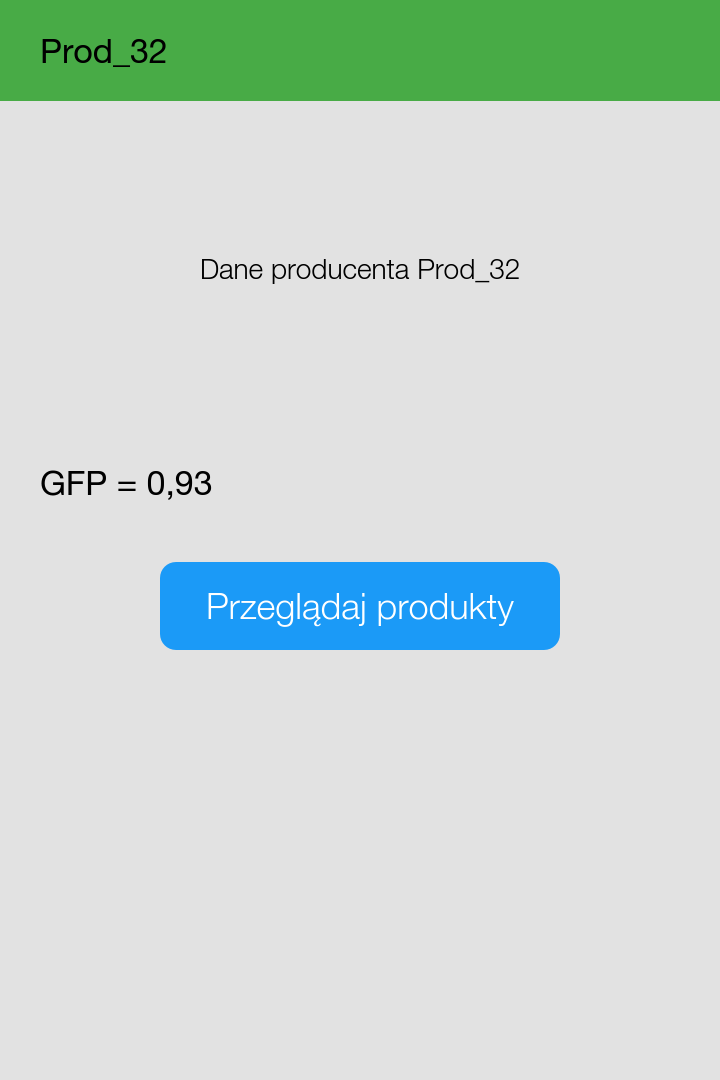 Prod_32
Dane producenta Prod_32
GFP = 0,93
Przeglądaj produkty